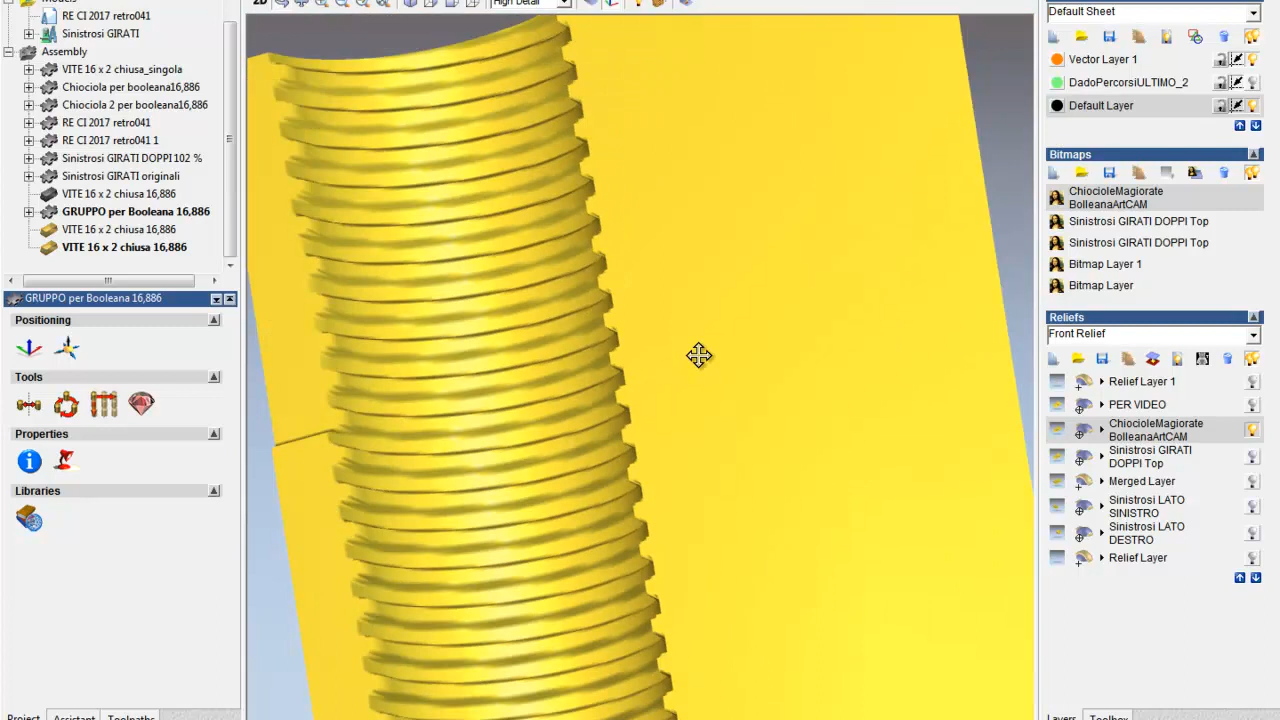 Models
RE CI 2017 retro041
Sinistrosi GIRATI
Assembly
VITE 16 x 2 chiusa_singola
Chiociola per booleana16,886
Chiociola 2 per booleana16,886
RE CI 2017 retro041
RE CI 2017 retro041 1
Sinistrosi GIRATI DOPPI 102 %
Sinistrosi GIRATI originali
VITE 16 x 2 chiusa 16,886
GRUPPO per Booleana 16,886
VITE 16 x 2 chiusa 16,886
VITE 16 x 2 chiusa 16,886
GRUPPO per Booleana 16,886
Positioning
Tools
Properties
Libraries
Project
Assistant
Toolpaths
2D
High Detail
Default Sheet
Vector Layer 1
DadoPercorsiULTIMO_2
Default Layer
Bitmaps
ChiocioleMagiorate
BolleanaArtCAM
Sinistrosi GIRATI DOPPI Top
Sinistrosi GIRATI DOPPI Top
Bitmap Layer 1
Bitmap Layer
Reliefs
Front Relief
Relief Layer 1
PER VIDEO
ChiocioleMagiorate
BolleanaArtCAM
Sinistrosi GIRATI
DOPPI Top
Merged Layer
Sinistrosi LATO
SINISTRO
Sinistrosi LATO
DESTRO
Relief Layer
Layers
Toolbox